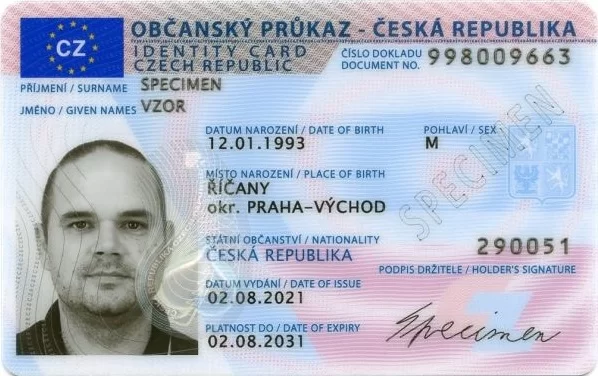 CZ
OBČANSKÝ PRŮKAZ - ČESKÁ REPUBLIKA
IDENTITY CARD
CZECH REPUBLIC
ČÍSLO DOKLADU
DOCUMENT NO. 998009663
PŘÍJMENÍ / SURNAME SPECIMEN
JMÉNO / GIVEN NAMES VZOR
DATUM NAROZENÍ / DATE OF BIRTH POHLAVÍ / SEX
12.01.1993 M
MÍSTO NAROZENÍ / PLACE OF BIRTH
ŘÍČANY
okr. PRAHA-VÝCHOD
SPECIMEN
STÁTNÍ OBČANSTVÍ / NATIONALITY
ČESKÁ REPUBLIKA
290051
PODPIS DRŽITELE / HOLDER'S SIGNATURE
DATUM VYDÁNÍ / DATE OF ISSUE
02.08.2021
PLATNOST DO / DATE OF EXPIRY
02.08.2031
Specimen